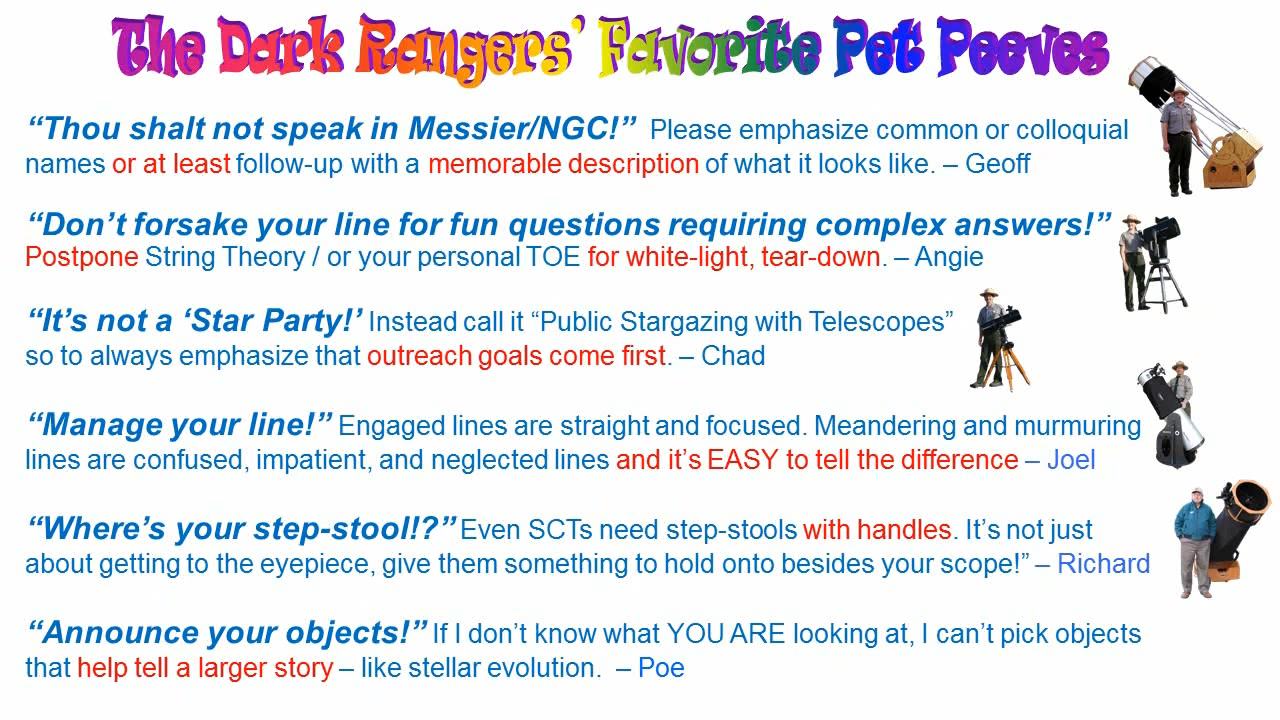 The Dark Rangers’ Favorite Pet Peeves
“Thou shalt not speak in Messier/NGC!” Please emphasize common or colloquial
names or at least follow-up with a memorable description of what it looks like. – Geoff
“Don’t forsake your line for fun questions requiring complex answers!”
Postpone String Theory / or your personal TOE for white-light, tear-down. – Angie
“It’s not a ‘Star Party!’ Instead call it “Public Stargazing with Telescopes”
so to always emphasize that outreach goals come first. – Chad
“Manage your line!” Engaged lines are straight and focused. Meandering and murmuring
lines are confused, impatient, and neglected lines and it’s EASY to tell the difference – Joel
“Where’s your step-stool!?” Even SCTs need step-stools with handles. It’s not just
about getting to the eyepiece, give them something to hold onto besides your scope!” – Richard
“Announce your objects!” If I don’t know what YOU ARE looking at, I can’t pick objects
that help tell a larger story – like stellar evolution. – Poe